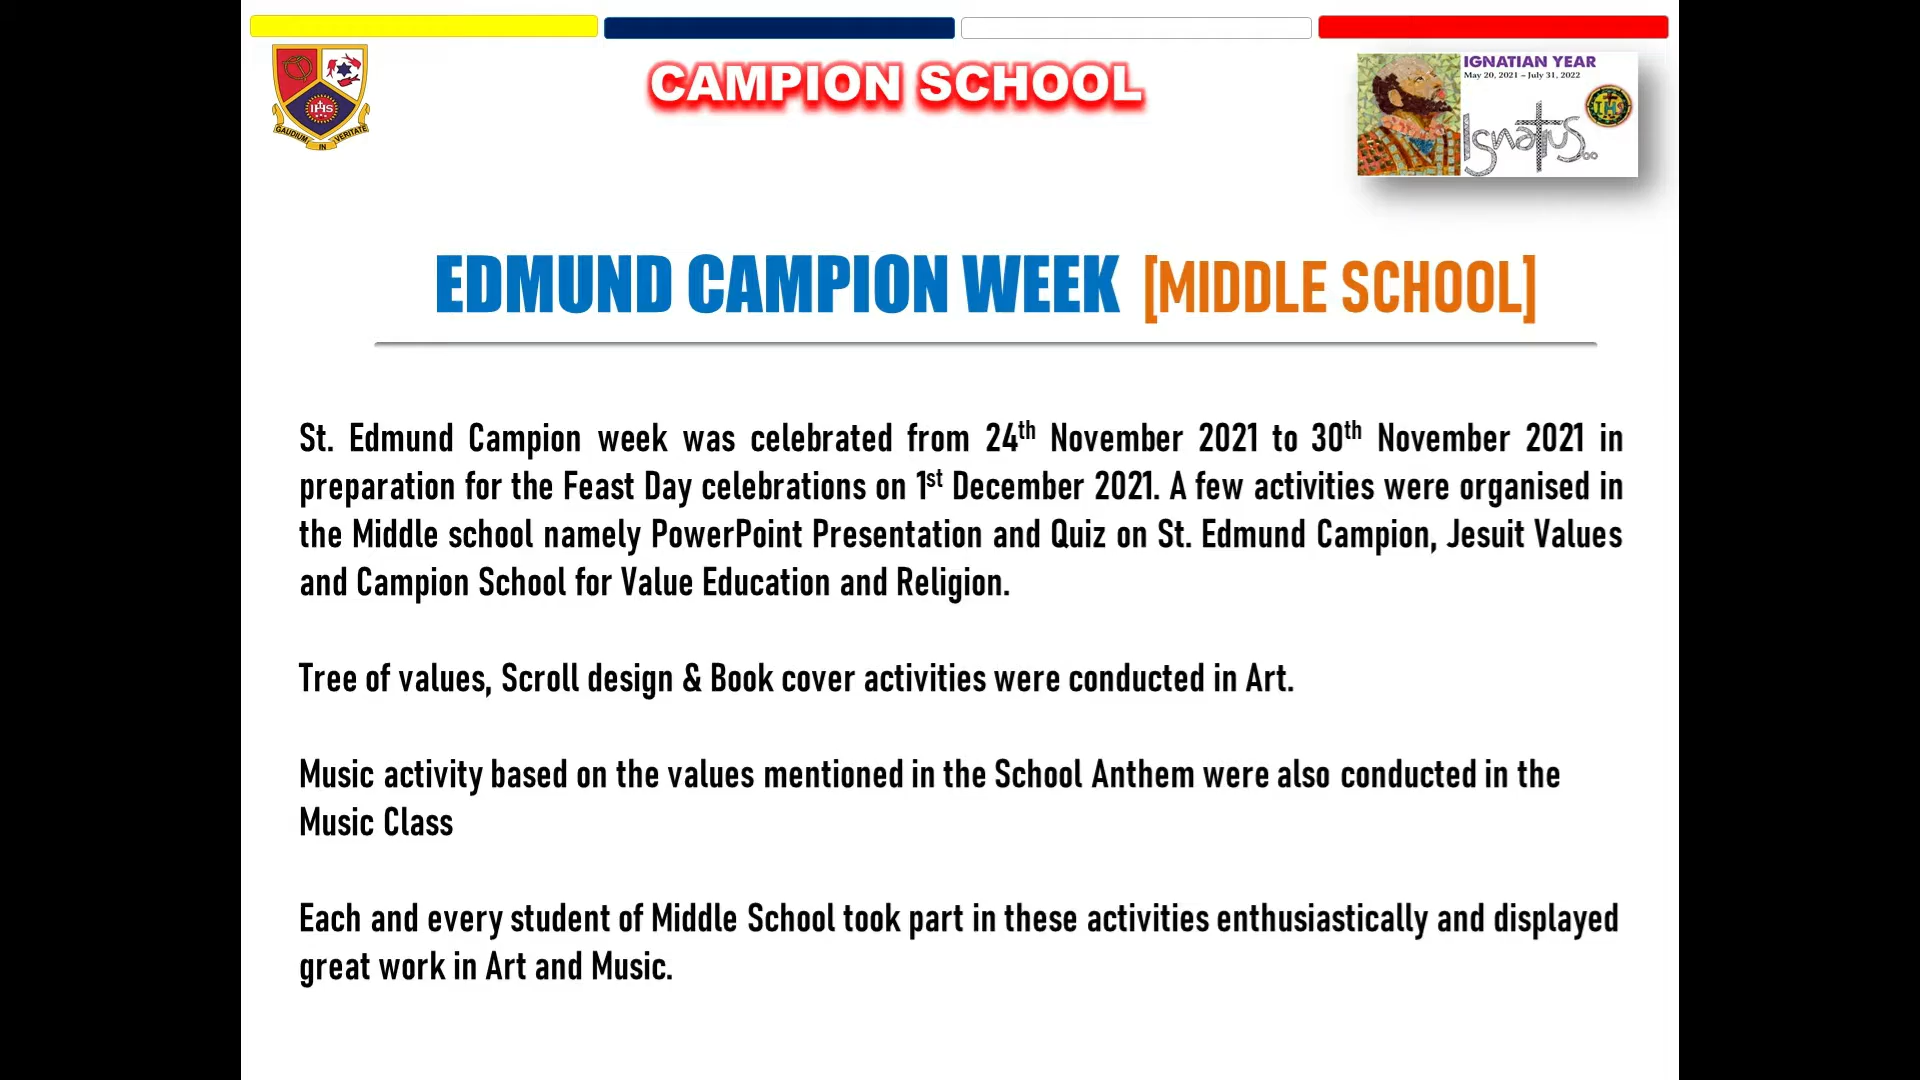 CAMPION SCHOOL
IHS
GAUDIUM IN VERITATE
IGNATIAN YEAR
May 20, 2021 – July 31, 2022
Ignatius
IHS
EDMUND CAMPION WEEK [MIDDLE SCHOOL]
St. Edmund Campion week was celebrated from 24th November 2021 to 30th November 2021 in
preparation for the Feast Day celebrations on 1st December 2021. A few activities were organised in
the Middle school namely PowerPoint Presentation and Quiz on St. Edmund Campion, Jesuit Values
and Campion School for Value Education and Religion.
Tree of values, Scroll design & Book cover activities were conducted in Art.
Music activity based on the values mentioned in the School Anthem were also conducted in the
Music Class
Each and every student of Middle School took part in these activities enthusiastically and displayed
great work in Art and Music.